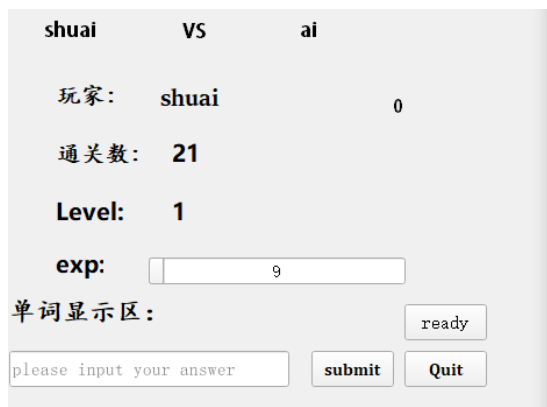 shuai VS ai
玩家: shuai
0
通关数: 21
Level: 1
exp: 9
单词显示区:
ready
please input your answer submit Quit